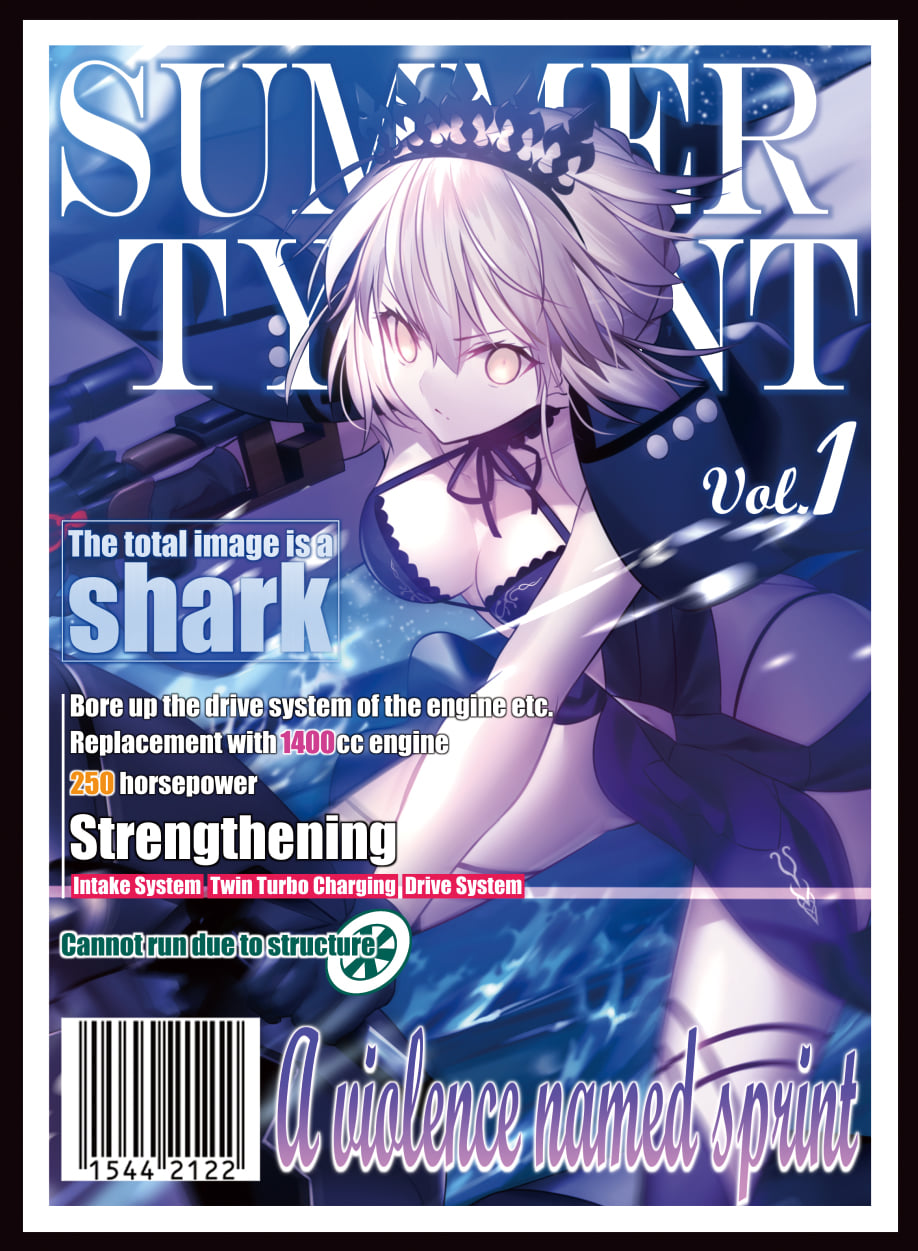 SUMMER
TYRANT
Vol.1
The total image is a
shark
Bore up the drive system of the engine etc.
Replacement with 1400cc engine
250 horsepower
Strengthening
Intake System Twin Turbo Charging Drive System
Cannot run due to structure
1544 2122
A violence named sprint